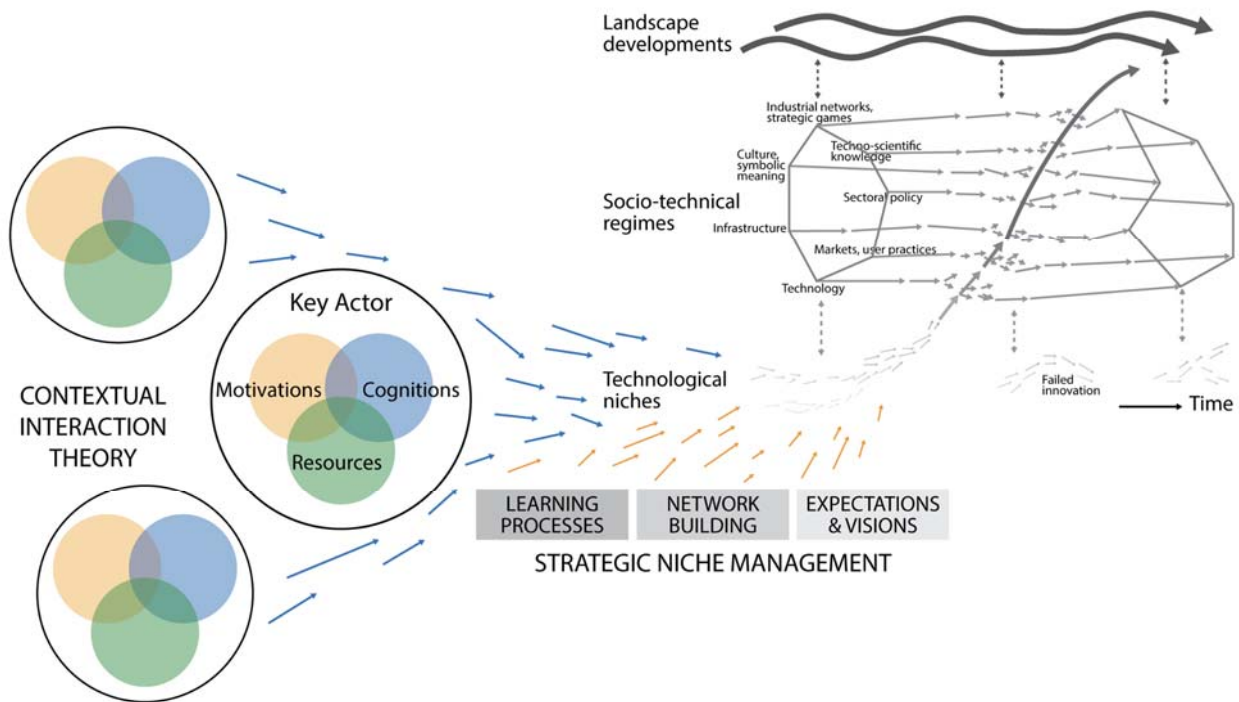 Landscape
developments
Industrial networks,
strategic games
Techno-scientific
knowledge
Culture,
symbolic
meaning
Sectoral policy
Socio-technical
regimes
Infrastructure
Markets, user practices
Technology
Key Actor
Motivations
Cognitions
Resources
CONTEXTUAL
INTERACTION
THEORY
Technological
niches
Failed
innovation
Time
LEARNING
PROCESSES
NETWORK
BUILDING
EXPECTATIONS
& VISIONS
STRATEGIC NICHE MANAGEMENT